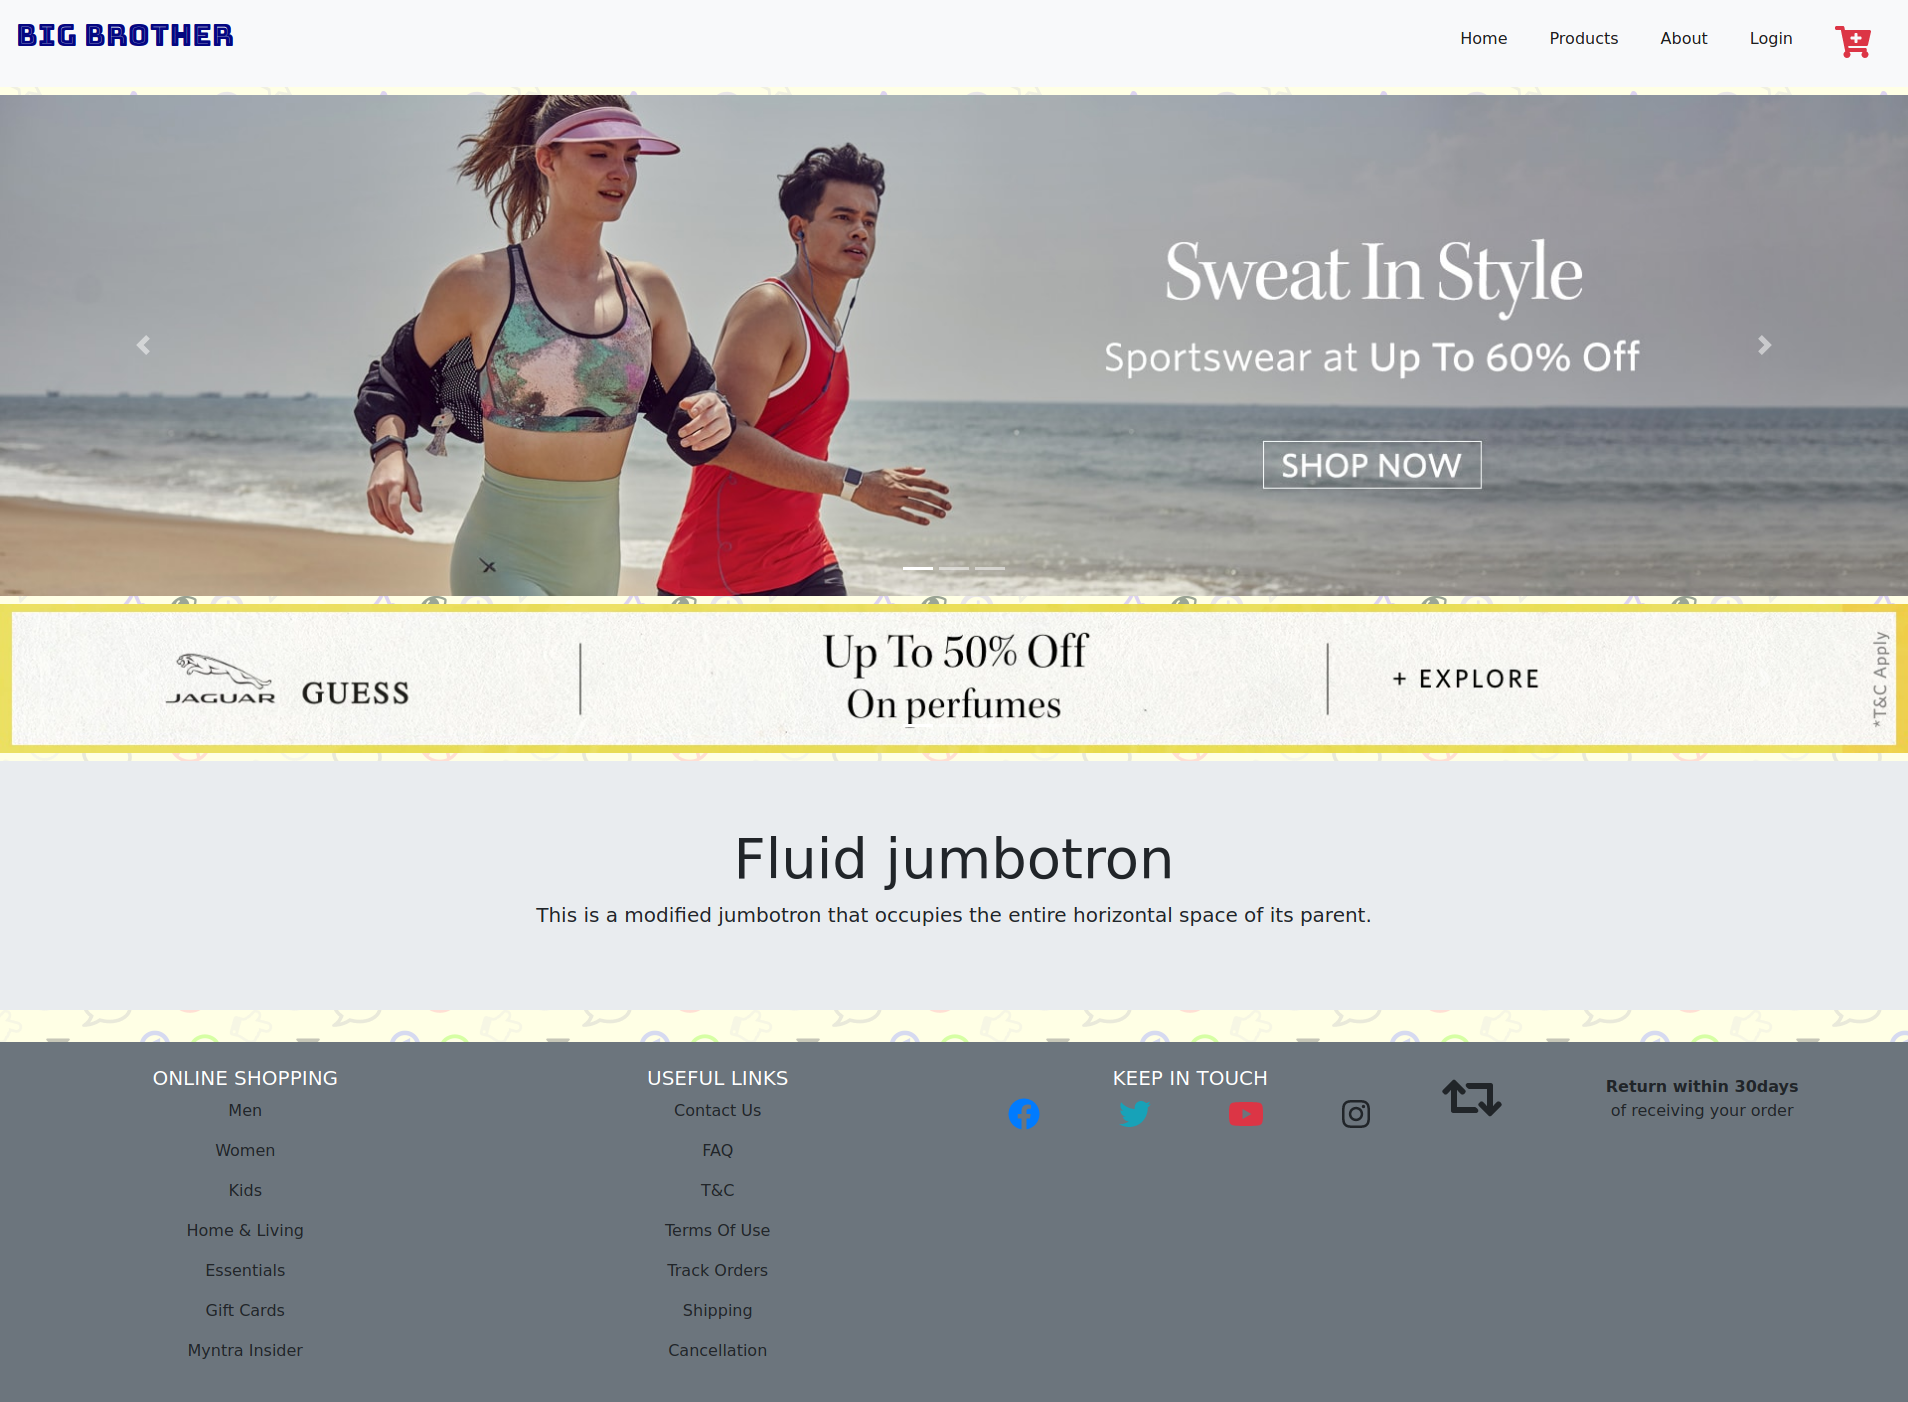 BIG BROTHER
Home
Products
About
Login
Sweat In Style
Sportswear at Up To 60% Off
SHOP NOW
JAGUAR
GUESS
Up To 50% Off
On perfumes
+ EXPLORE
*T&C Apply
Fluid jumbotron
This is a modified jumbotron that occupies the entire horizontal space of its parent.
ONLINE SHOPPING
Men
Women
Kids
Home & Living
Essentials
Gift Cards
Myntra Insider
USEFUL LINKS
Contact Us
FAQ
T&C
Terms Of Use
Track Orders
Shipping
Cancellation
KEEP IN TOUCH
Return within 30days
of receiving your order